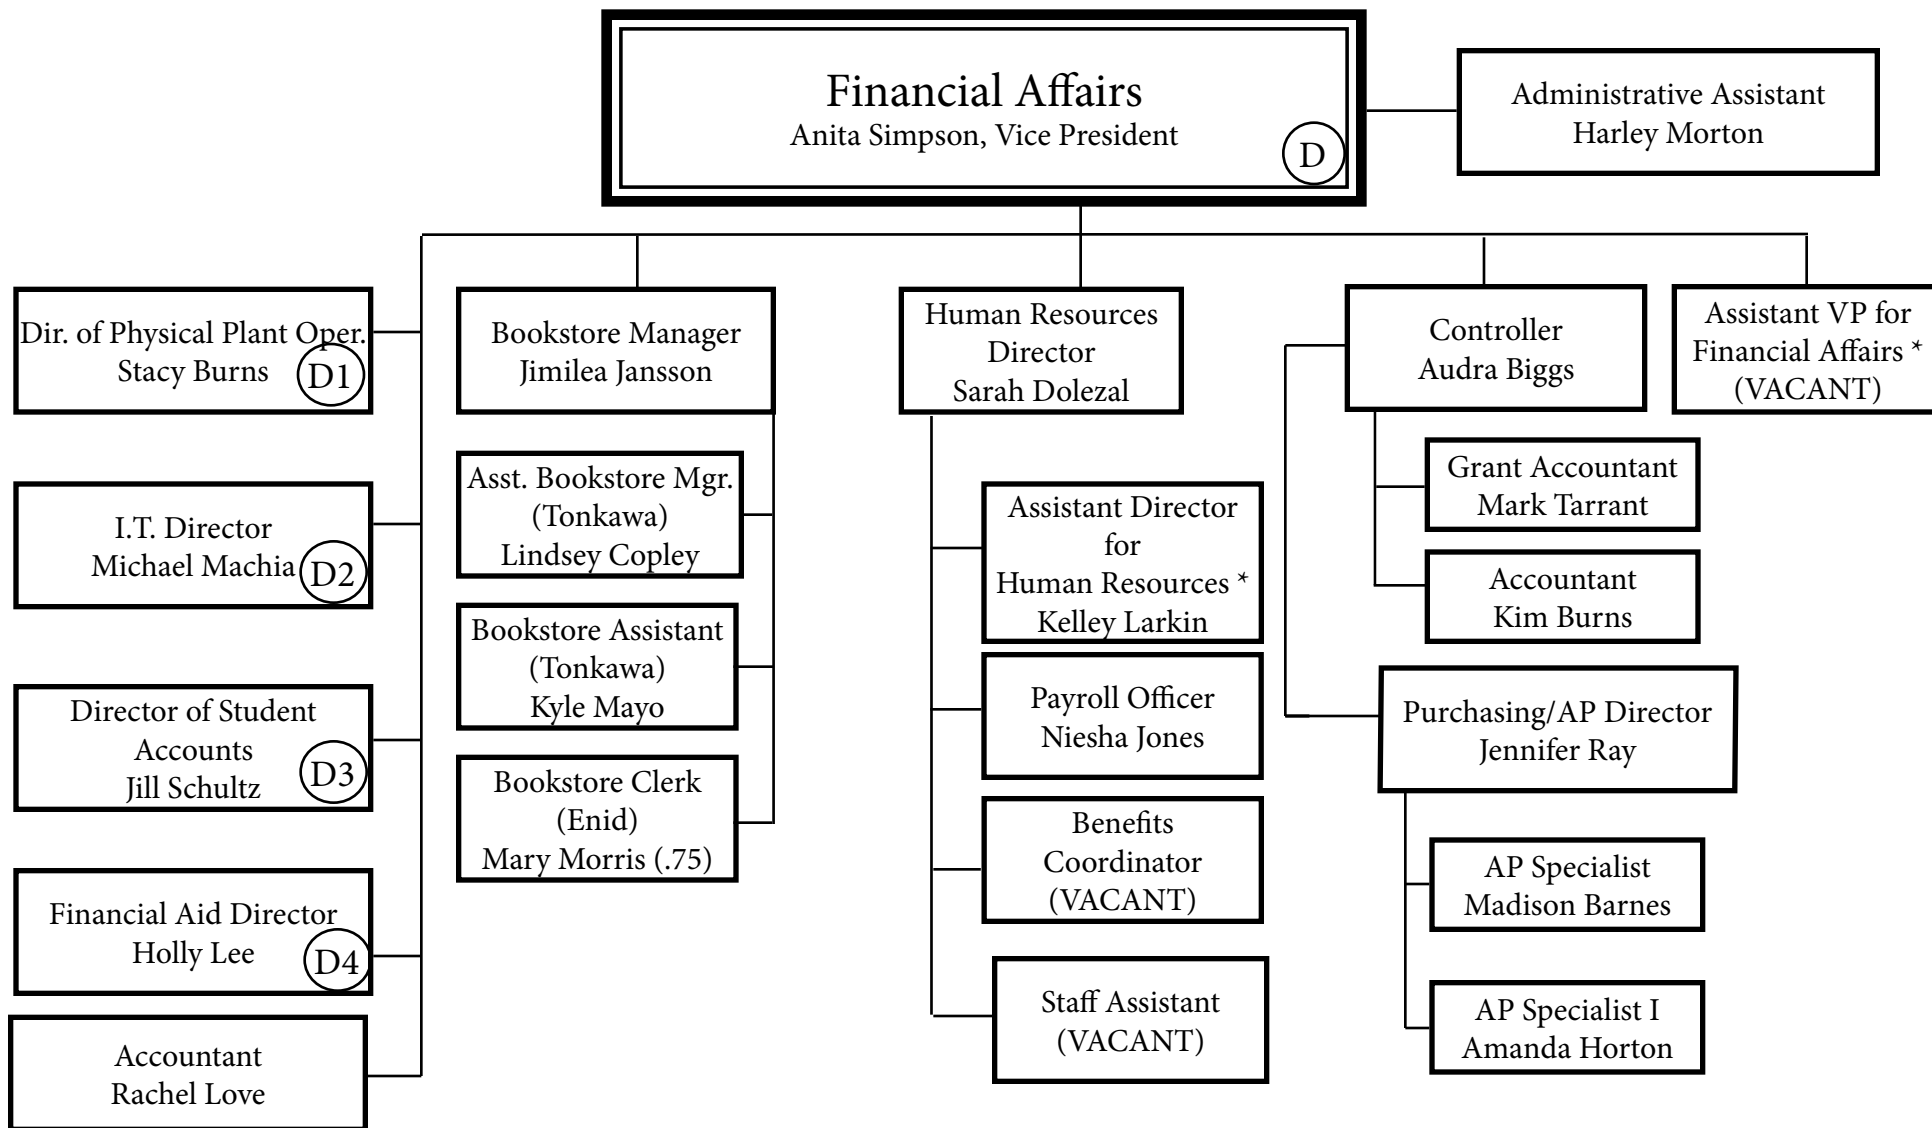 Financial Affairs
Anita Simpson, Vice President
D
Administrative Assistant
Harley Morton
Dir. of Physical Plant Oper.
Stacy Burns
D1
I.T. Director
Michael Machia
D2
Director of Student
Accounts
Jill Schultz
D3
Financial Aid Director
Holly Lee
D4
Accountant
Rachel Love
Bookstore Manager
Jimilea Jansson
Asst. Bookstore Mgr.
(Tonkawa)
Lindsey Copley
Bookstore Assistant
(Tonkawa)
Kyle Mayo
Bookstore Clerk
(Enid)
Mary Morris (.75)
Human Resources
Director
Sarah Dolezal
Assistant Director
for
Human Resources *
Kelley Larkin
Payroll Officer
Niesha Jones
Benefits
Coordinator
(VACANT)
Staff Assistant
(VACANT)
Controller
Audra Biggs
Grant Accountant
Mark Tarrant
Accountant
Kim Burns
Purchasing/AP Director
Jennifer Ray
AP Specialist
Madison Barnes
AP Specialist I
Amanda Horton
Assistant VP for
Financial Affairs *
(VACANT)